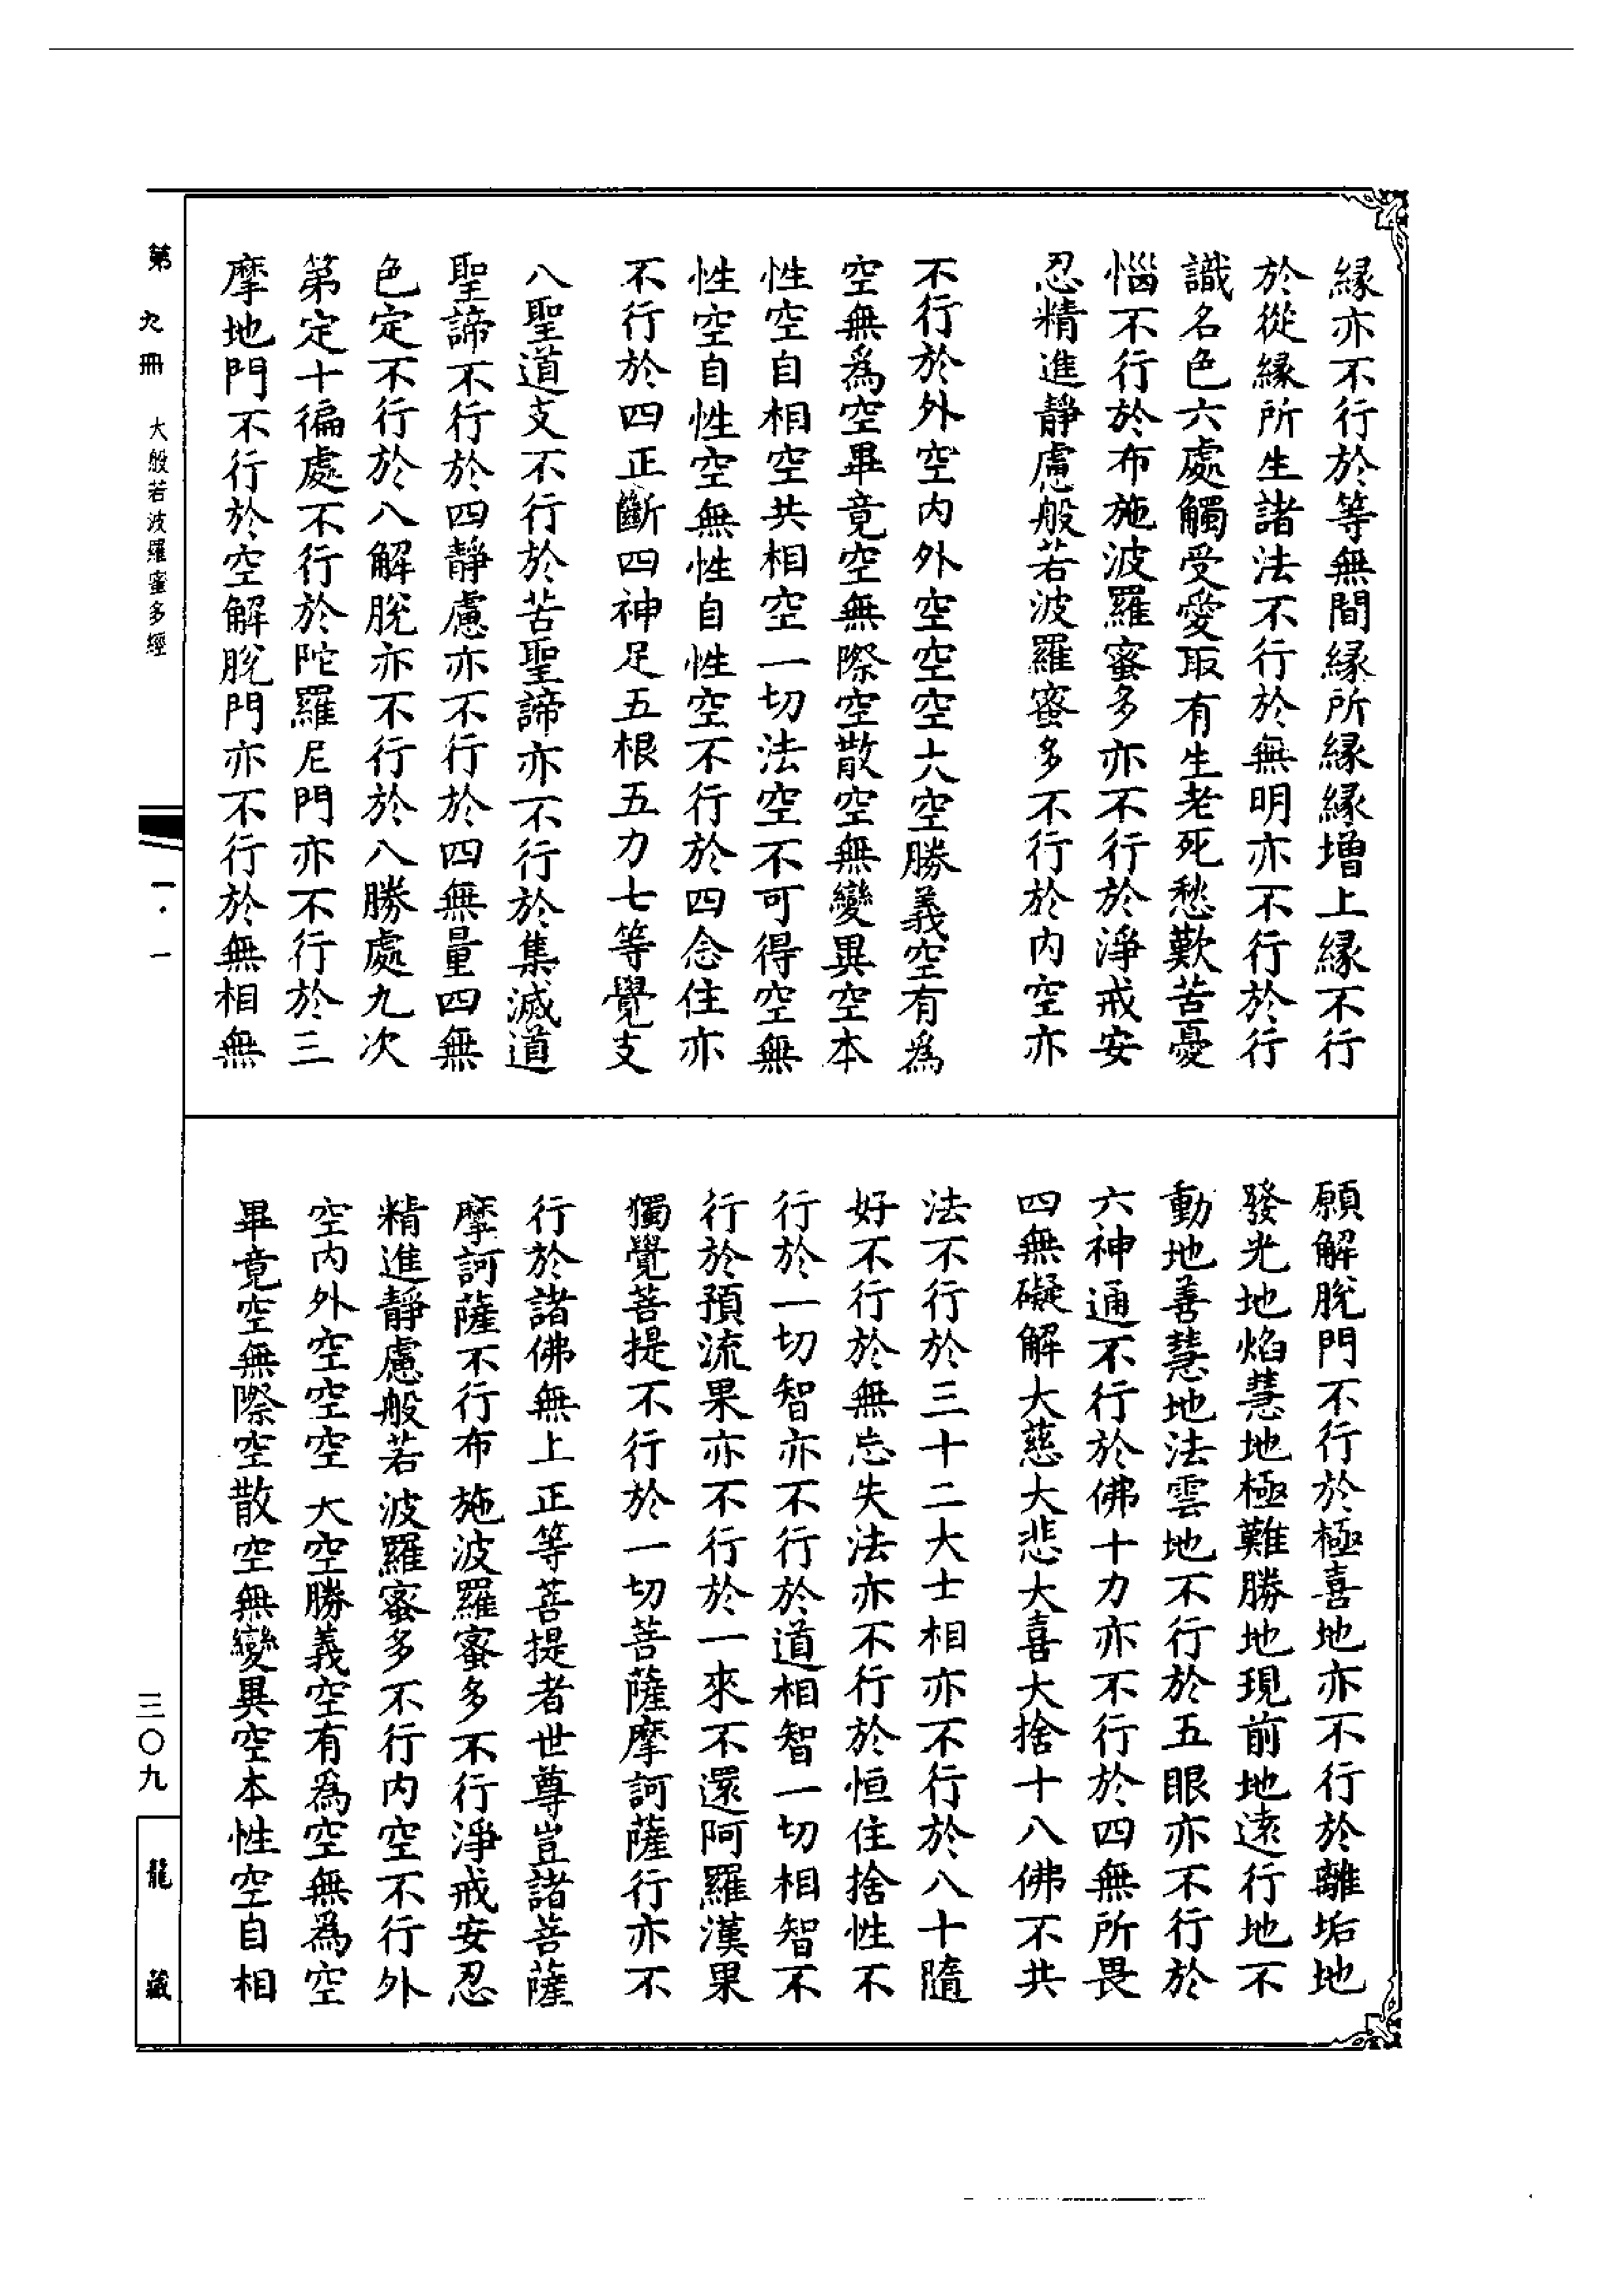 緣亦不行於等無間緣所緣緣增上緣不行
於從緣所生諸法不行於無明亦不行於行
識名色六處觸受愛取有生老死愁歎苦憂
惱不行於布施波羅蜜多亦不行於淨戒安
忍精進靜慮般若波羅蜜多不行於內空亦
不行於外空內外空空空大空勝義空有為
空無為空畢竟空無際空散空無變異空本
性空自相空共相空一切法空不可得空無
性空自性空無性自性空不行於四念住亦
不行於四正斷四神足五根五力七等覺支
八聖道支不行於苦聖諦亦不行於集滅道
聖諦不行於四靜慮亦不行於四無量四無
色定不行於八解脫亦不行於八勝處九次
第定十徧處不行於陀羅尼門亦不行於三
摩地門不行於空解脫門亦不行於無相無
願解脫門不行於極喜地亦不行於離垢地
發光地焰慧地極難勝地現前地遠行地不
動地善慧地法雲地不行於五眼亦不行於
六神通不行於佛十力亦不行於四無所畏
四無礙解大慈大悲大喜大捨十八佛不共
法不行於三十二大士相亦不行於八十隨
好不行於無忘失法亦不行於恒住捨性不
行於一切智亦不行於道相智一切相智不
行於預流果亦不行於一來不還阿羅漢果
獨覺菩提不行於一切菩薩摩訶薩行亦不
行於諸佛無上正等菩提者世尊豈諸菩薩
摩訶薩不行布施波羅蜜多不行淨戒安忍
精進靜慮般若波羅蜜多不行內空不行外
空內外空空空大空勝義空有為空無為空
畢竟空無際空散空無變異空本性空自相
第九冊 大般若波羅蜜多經
一·一
三〇九
龍藏